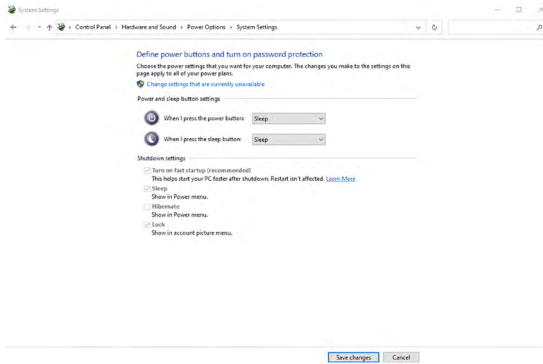 System Settings
Control Panel > Hardware and Sound > Power Options > System Settings
Define power buttons and turn on password protection
Choose the power settings that you want for your computer. The changes you make to the settings on this
page apply to all of your power plans.
Change settings that are currently unavailable
Power and sleep button settings
When I press the power button: Sleep
When I press the sleep button: Sleep
Shutdown settings
Turn on fast startup (recommended)
This helps start your PC faster after shutdown. Restart isn't affected. Learn More
Sleep
Show in Power menu.
Hibernate
Show in Power menu.
Lock
Show in account picture menu.
Save changes Cancel